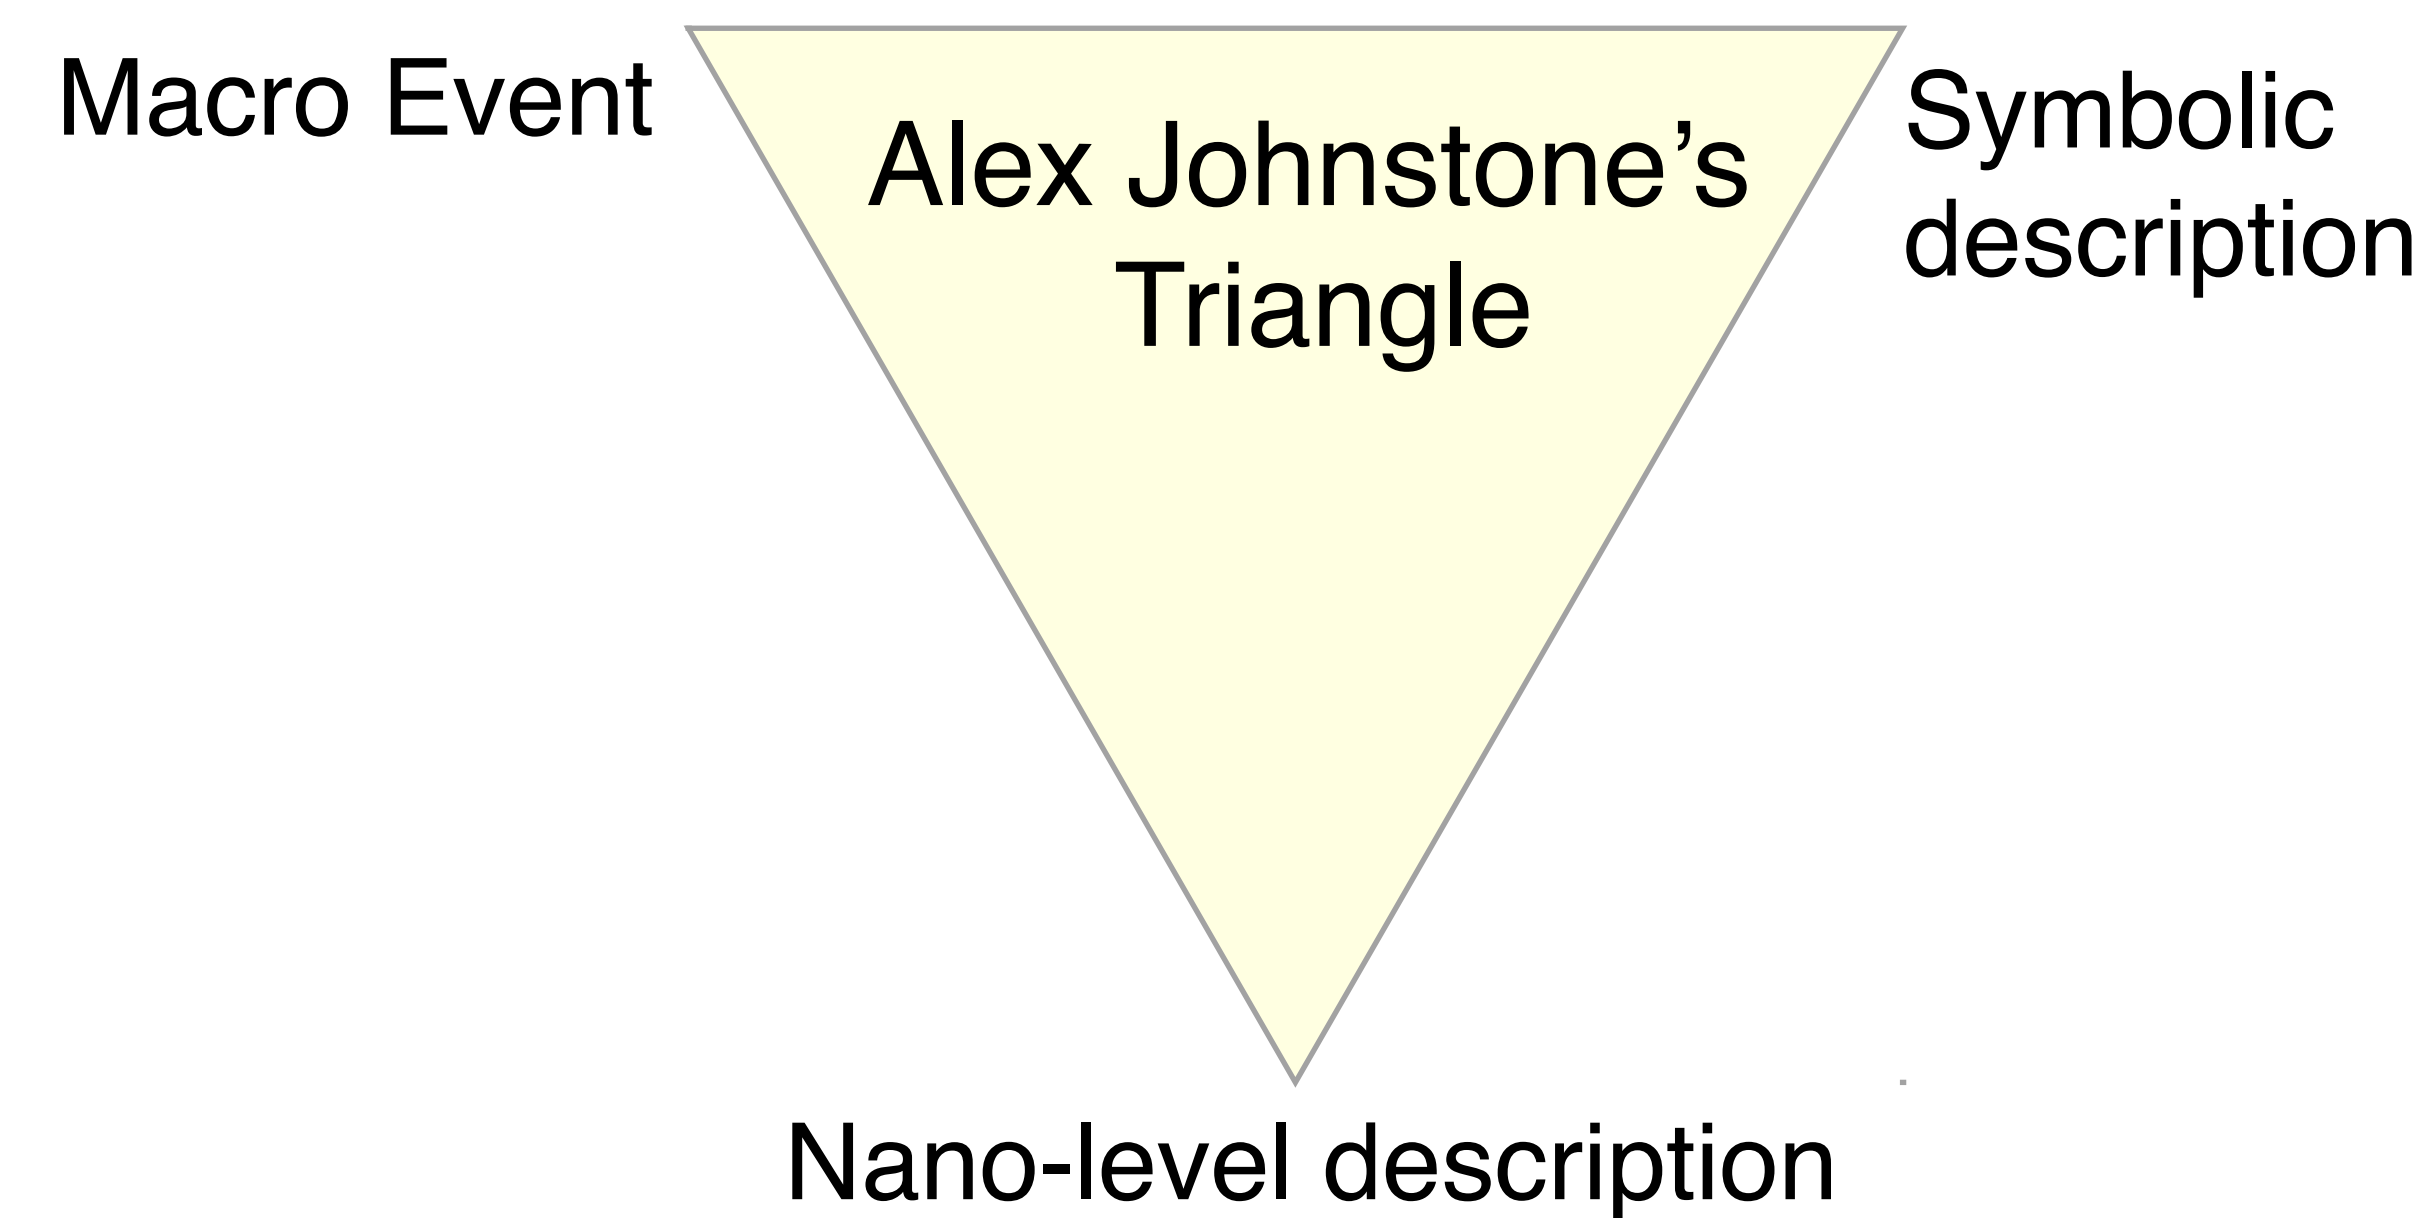 Macro Event
Alex Johnstone’s
Triangle
Symbolic
description
Nano-level description